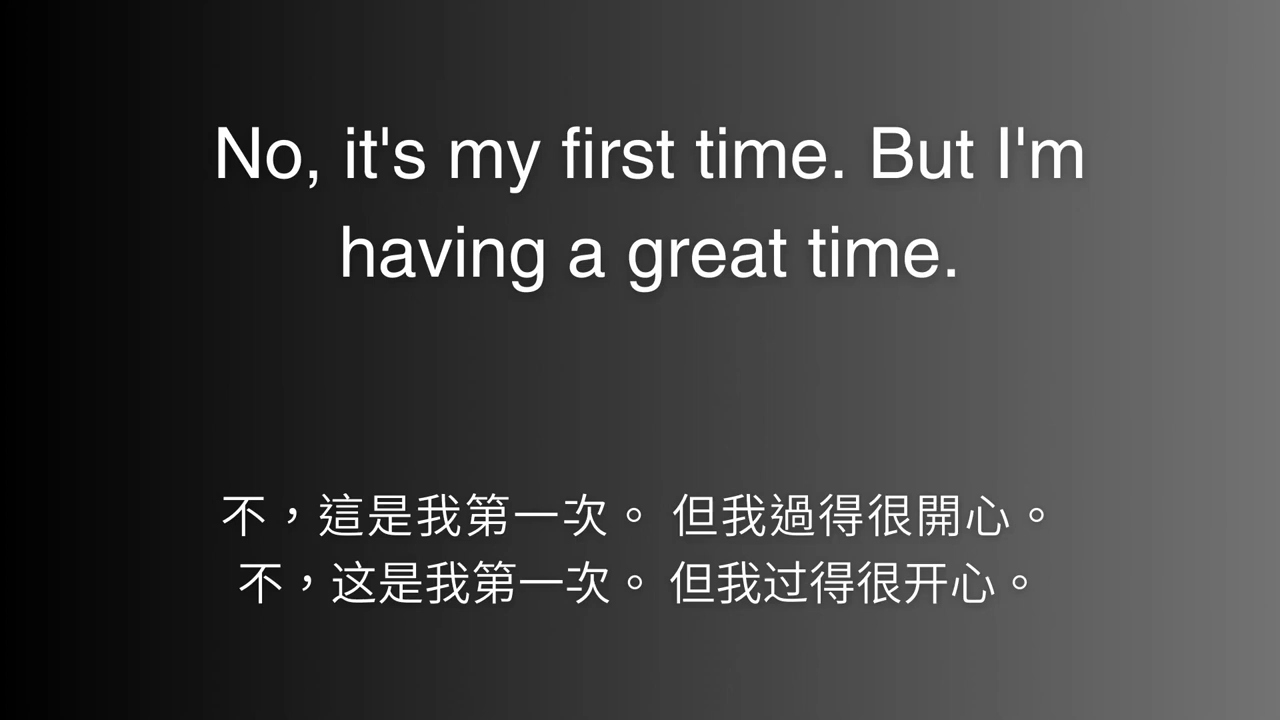 No, it's my first time. But I'm
having a great time.
不，這是我第一次。 但我過得很開心。
不，这是我第一次。 但我过得很开心。